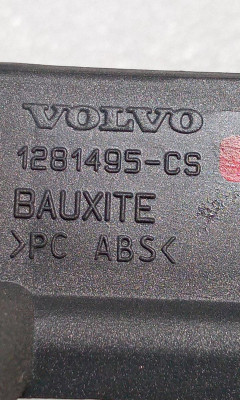 VOLVO
1281495-CS
BAUXITE
>PC ABS<